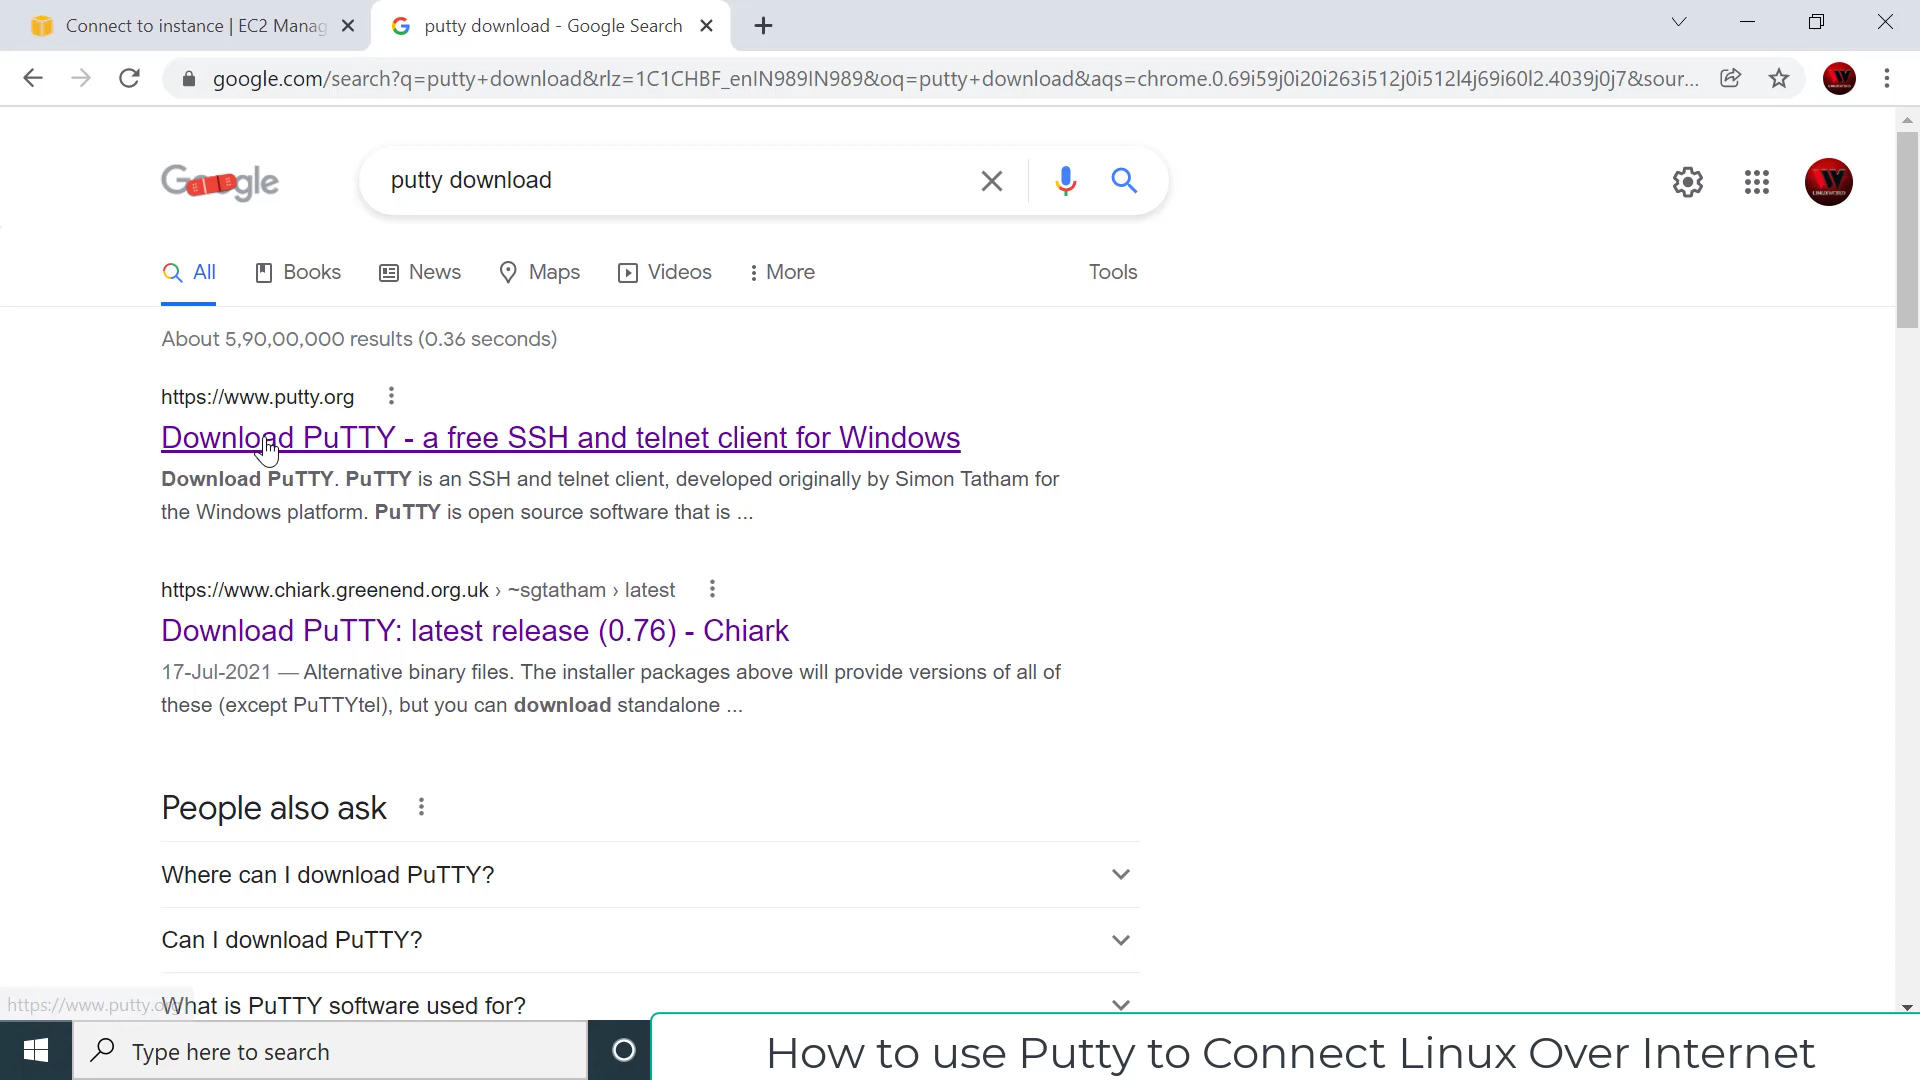 Connect to instance | EC2 Manag
putty download - Google Search
google.com/search?q=putty+download&rlz=1C1CHBF_enIN989IN989&oq=putty+download&aqs=chrome.0.69i59j0i20i263i512j0i512l4j69i60l2.4039j0j7&sour...
Google
putty download
All
Books
News
Maps
Videos
More
Tools
About 5,90,00,000 results (0.36 seconds)
https://www.putty.org
Download PuTTY - a free SSH and telnet client for Windows
Download PuTTY. PuTTY is an SSH and telnet client, developed originally by Simon Tatham for
the Windows platform. PuTTY is open source software that is ...
https://www.chiark.greenend.org.uk › ~sgtatham › latest
Download PuTTY: latest release (0.76) - Chiark
17-Jul-2021 — Alternative binary files. The installer packages above will provide versions of all of
these (except PuTTYtel), but you can download standalone ...
People also ask
Where can I download PuTTY?
Can I download PuTTY?
https://www.putty.org
What is PuTTY software used for?
Type here to search
How to use Putty to Connect Linux Over Internet